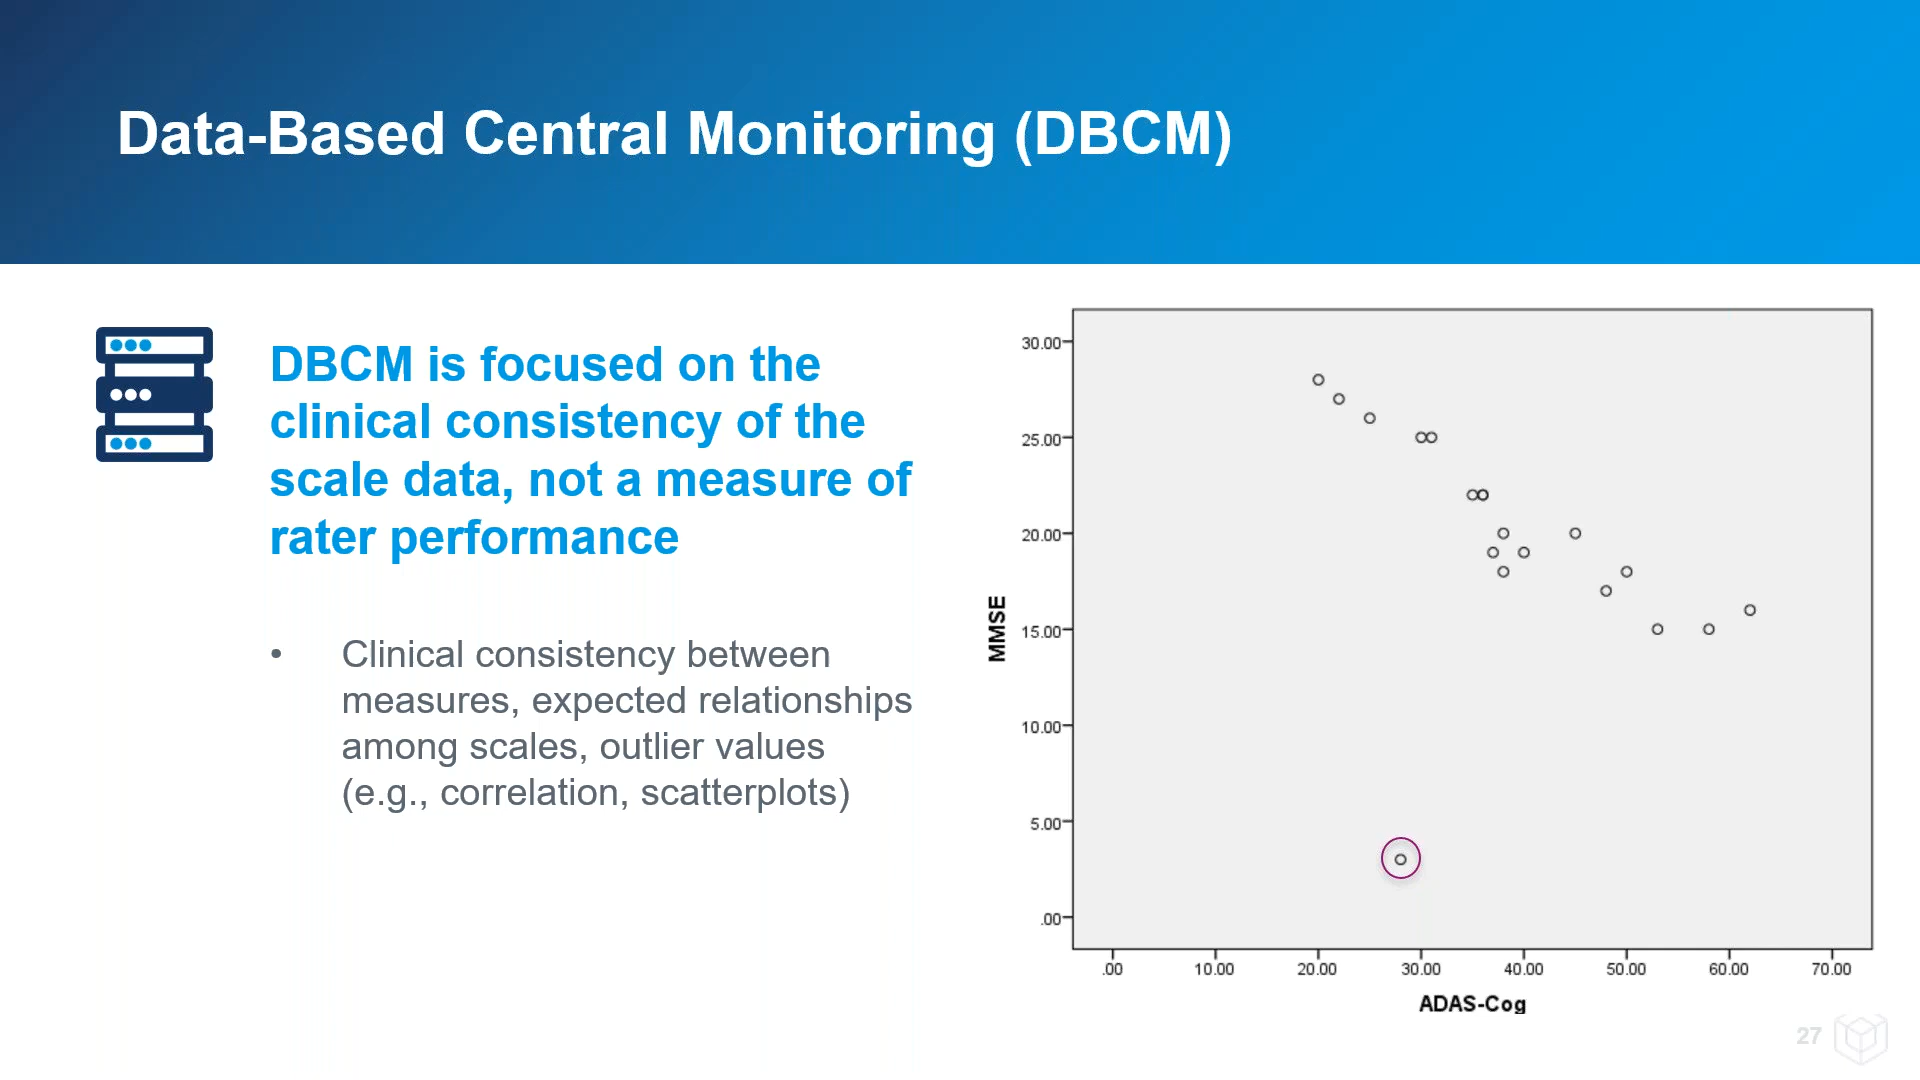 Data-Based Central Monitoring (DBCM)
DBCM is focused on the
clinical consistency of the
scale data, not a measure of
rater performance
• Clinical consistency between
measures, expected relationships
among scales, outlier values
(e.g., correlation, scatterplots)
30.00
25.00
20.00
15.00
10.00
5.00
.00
MMSE
.00 10.00 20.00 30.00 40.00 50.00 60.00 70.00
ADAS-Cog
27